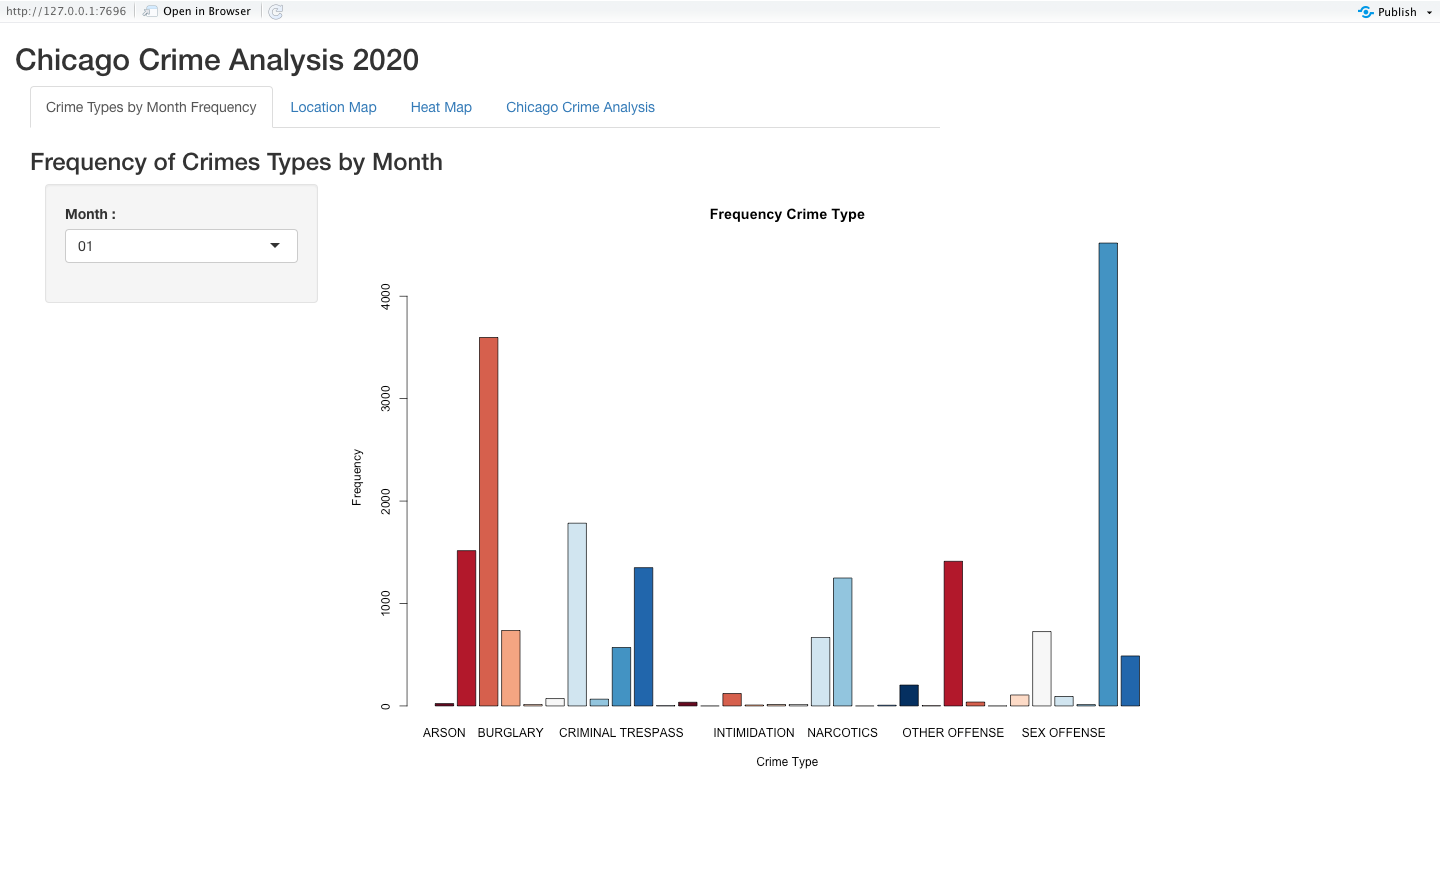 http://127.0.0.1:7696 Open in Browser Publish
Chicago Crime Analysis 2020
Crime Types by Month Frequency Location Map Heat Map Chicago Crime Analysis
Frequency of Crimes Types by Month
Month :
01
Frequency Crime Type
4000
3000
2000
1000
0
Frequency
ARSON BURGLARY CRIMINAL TRESPASS INTIMIDATION NARCOTICS OTHER OFFENSE SEX OFFENSE
Crime Type